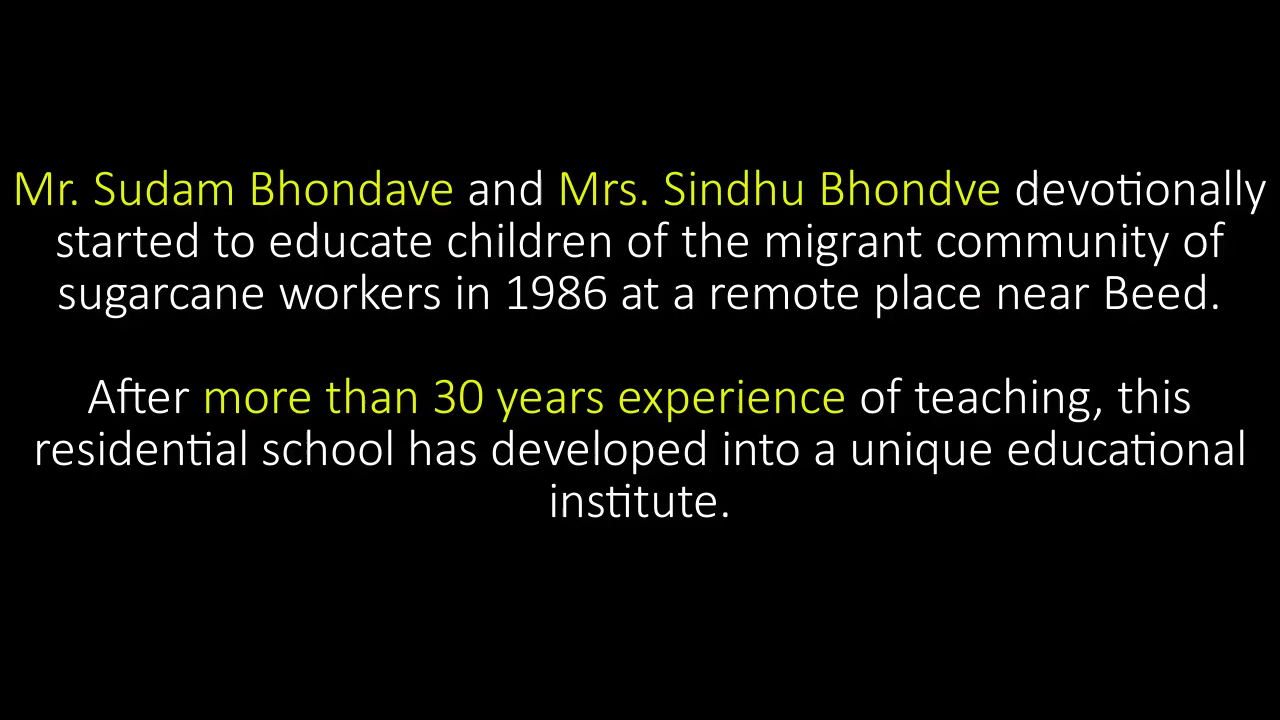 Mr. Sudam Bhondave and Mrs. Sindhu Bhondve devotionally
started to educate children of the migrant community of
sugarcane workers in 1986 at a remote place near Beed.
After more than 30 years experience of teaching, this
residential school has developed into a unique educational
institute.